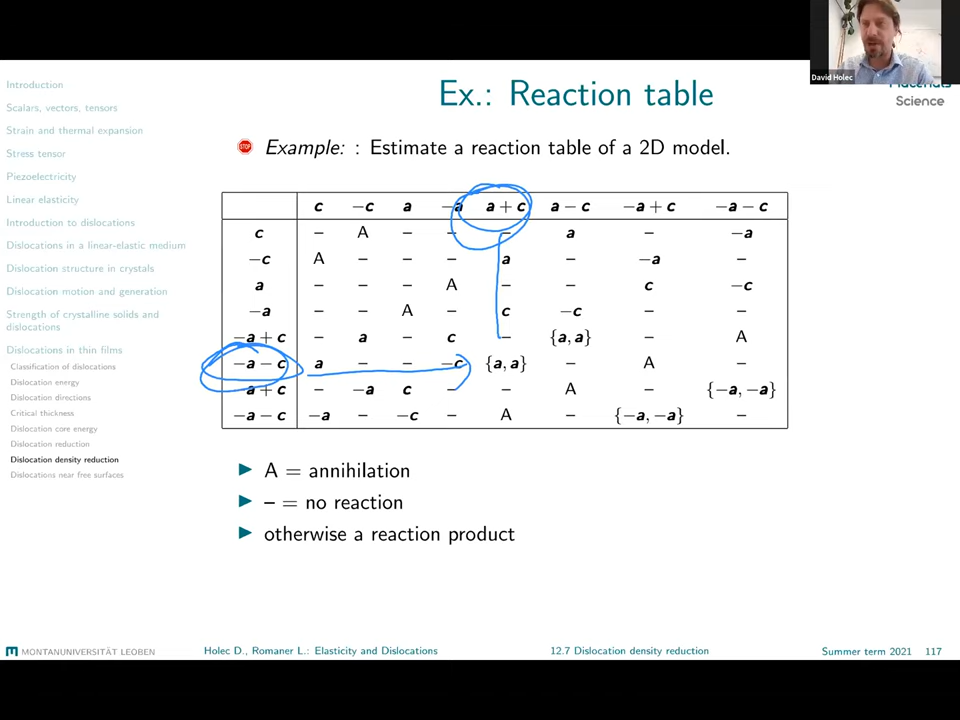 David Holec
Materials
Science
Introduction
Scalars, vectors, tensors
Strain and thermal expansion
Stress tensor
Piezoelectricity
Linear elasticity
Introduction to dislocations
Dislocations in a linear-elastic medium
Dislocation structure in crystals
Dislocation motion and generation
Strength of crystalline solids and
dislocations
Dislocations in thin films
Classification of dislocations
Dislocation energy
Dislocation directions
Critical thickness
Dislocation core energy
Dislocation reduction
Dislocation density reduction
Dislocations near free surfaces
Ex.: Reaction table
STOP
Example: : Estimate a reaction table of a 2D model.
c −c a −a a + c a − c −a + c −a − c
c – A – – – a – −a
−c A – – – a – −a –
a – – – A – – c −c
−a – – A – c −c – –
−a + c – a – c – {a, a} – A
−a − c a – – −c {a, a} – A –
a + c – −a c – – A – {−a, −a}
−a − c −a – −c – A – {−a, −a} –
A = annihilation
– = no reaction
otherwise a reaction product
MONTANUNIVERSITÄT LEOBEN
Holec D., Romaner L.: Elasticity and Dislocations
12.7 Dislocation density reduction
Summer term 2021 117